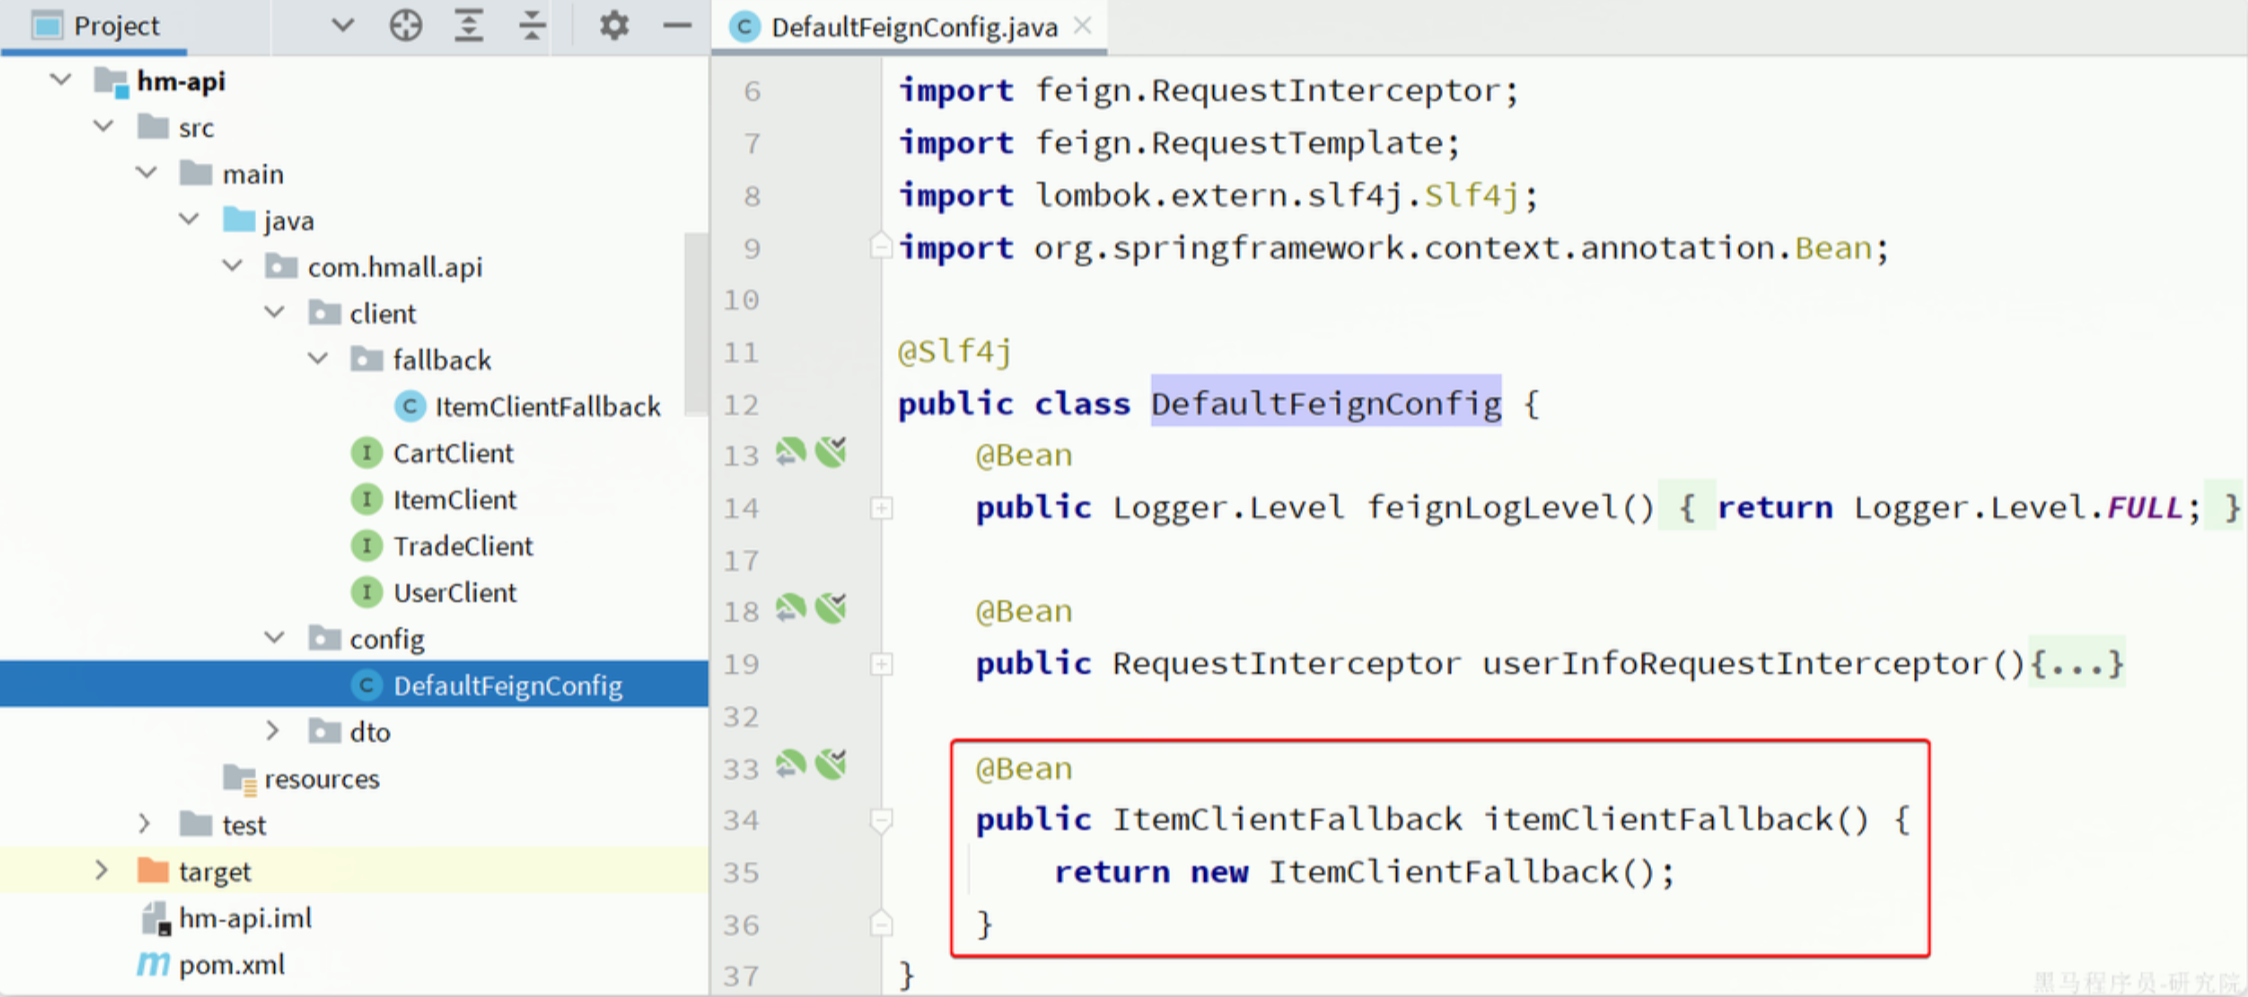 Project
hm-api
src
main
java
com.hmall.api
client
fallback
ItemClientFallback
CartClient
ItemClient
TradeClient
UserClient
config
DefaultFeignConfig
dto
resources
test
target
hm-api.iml
pom.xml
DefaultFeignConfig.java
6 import feign.RequestInterceptor;
7 import feign.RequestTemplate;
8 import lombok.extern.slf4j.Slf4j;
9 import org.springframework.context.annotation.Bean;
10
11 @Slf4j
12 public class DefaultFeignConfig {
13 @Bean
14 public Logger.Level feignLogLevel() { return Logger.Level.FULL; }
17
18 @Bean
19 public RequestInterceptor userInfoRequestInterceptor(){...}
32
33 @Bean
34 public ItemClientFallback itemClientFallback() {
35 return new ItemClientFallback();
36 }
37 }
黑马程序员-研究院